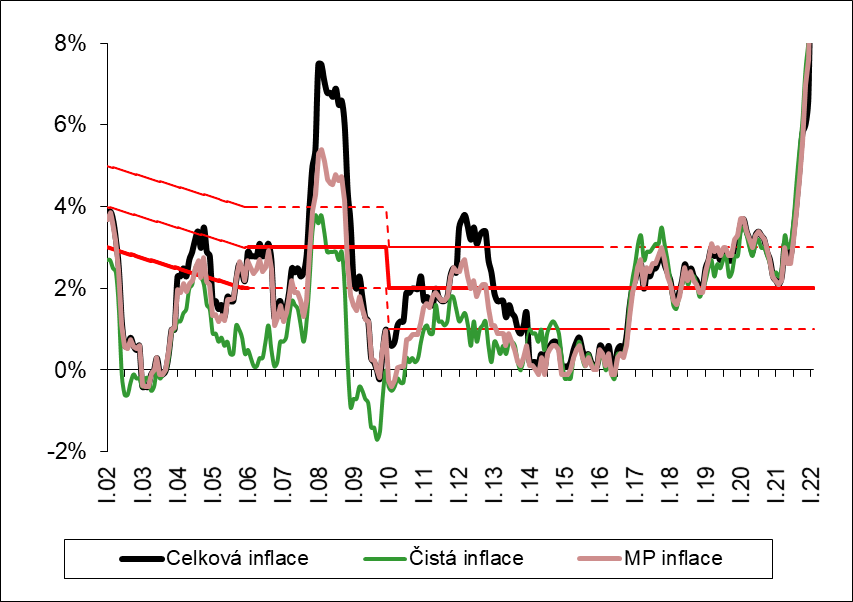 8%
6%
4%
2%
0%
-2%
I.02
I.03
I.04
I.05
I.06
I.07
I.08
I.09
I.10
I.11
I.12
I.13
I.14
I.15
I.16
I.17
I.18
I.19
I.20
I.21
I.22
Celková inflace Čistá inflace MP inflace